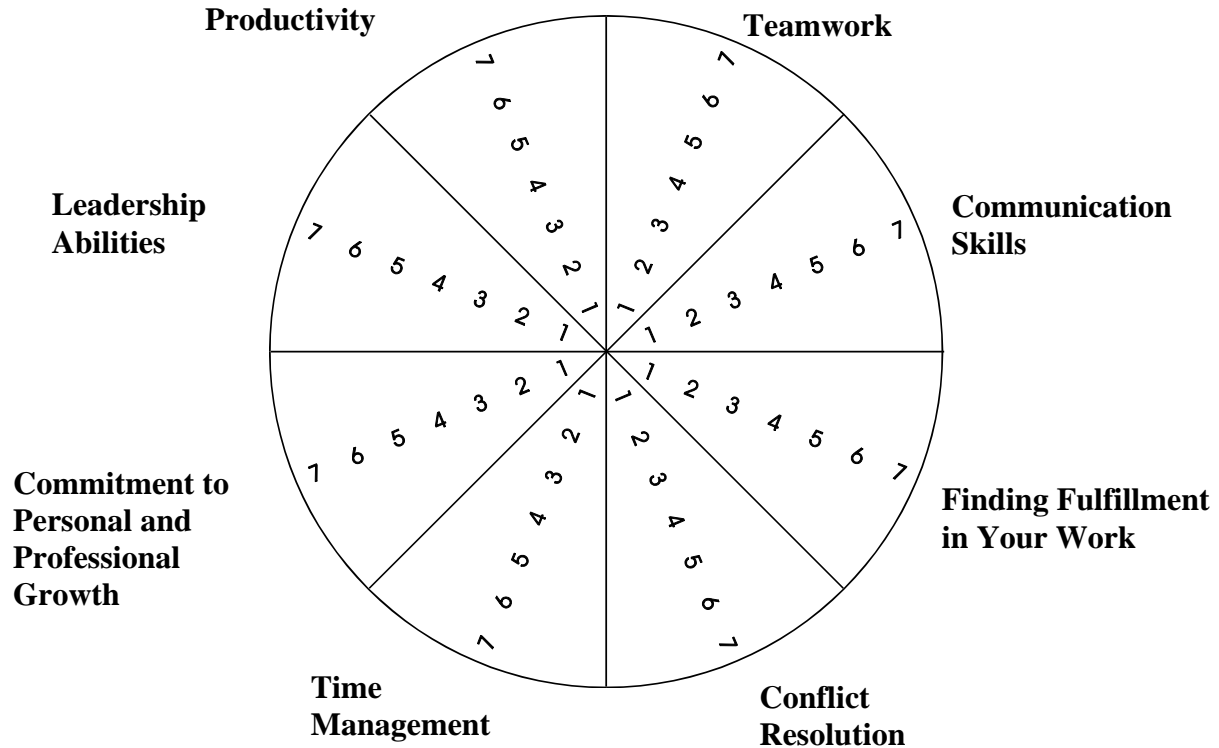 Productivity
Teamwork
Leadership
Abilities
Communication
Skills
Commitment to
Personal and
Professional
Growth
Finding Fulfillment
in Your Work
Time
Management
Conflict
Resolution
1 2 3 4 5 6 7
1 2 3 4 5 6 7
1 2 3 4 5 6 7
1 2 3 4 5 6 7
1 2 3 4 5 6 7
1 2 3 4 5 6 7
1 2 3 4 5 6 7
1 2 3 4 5 6 7